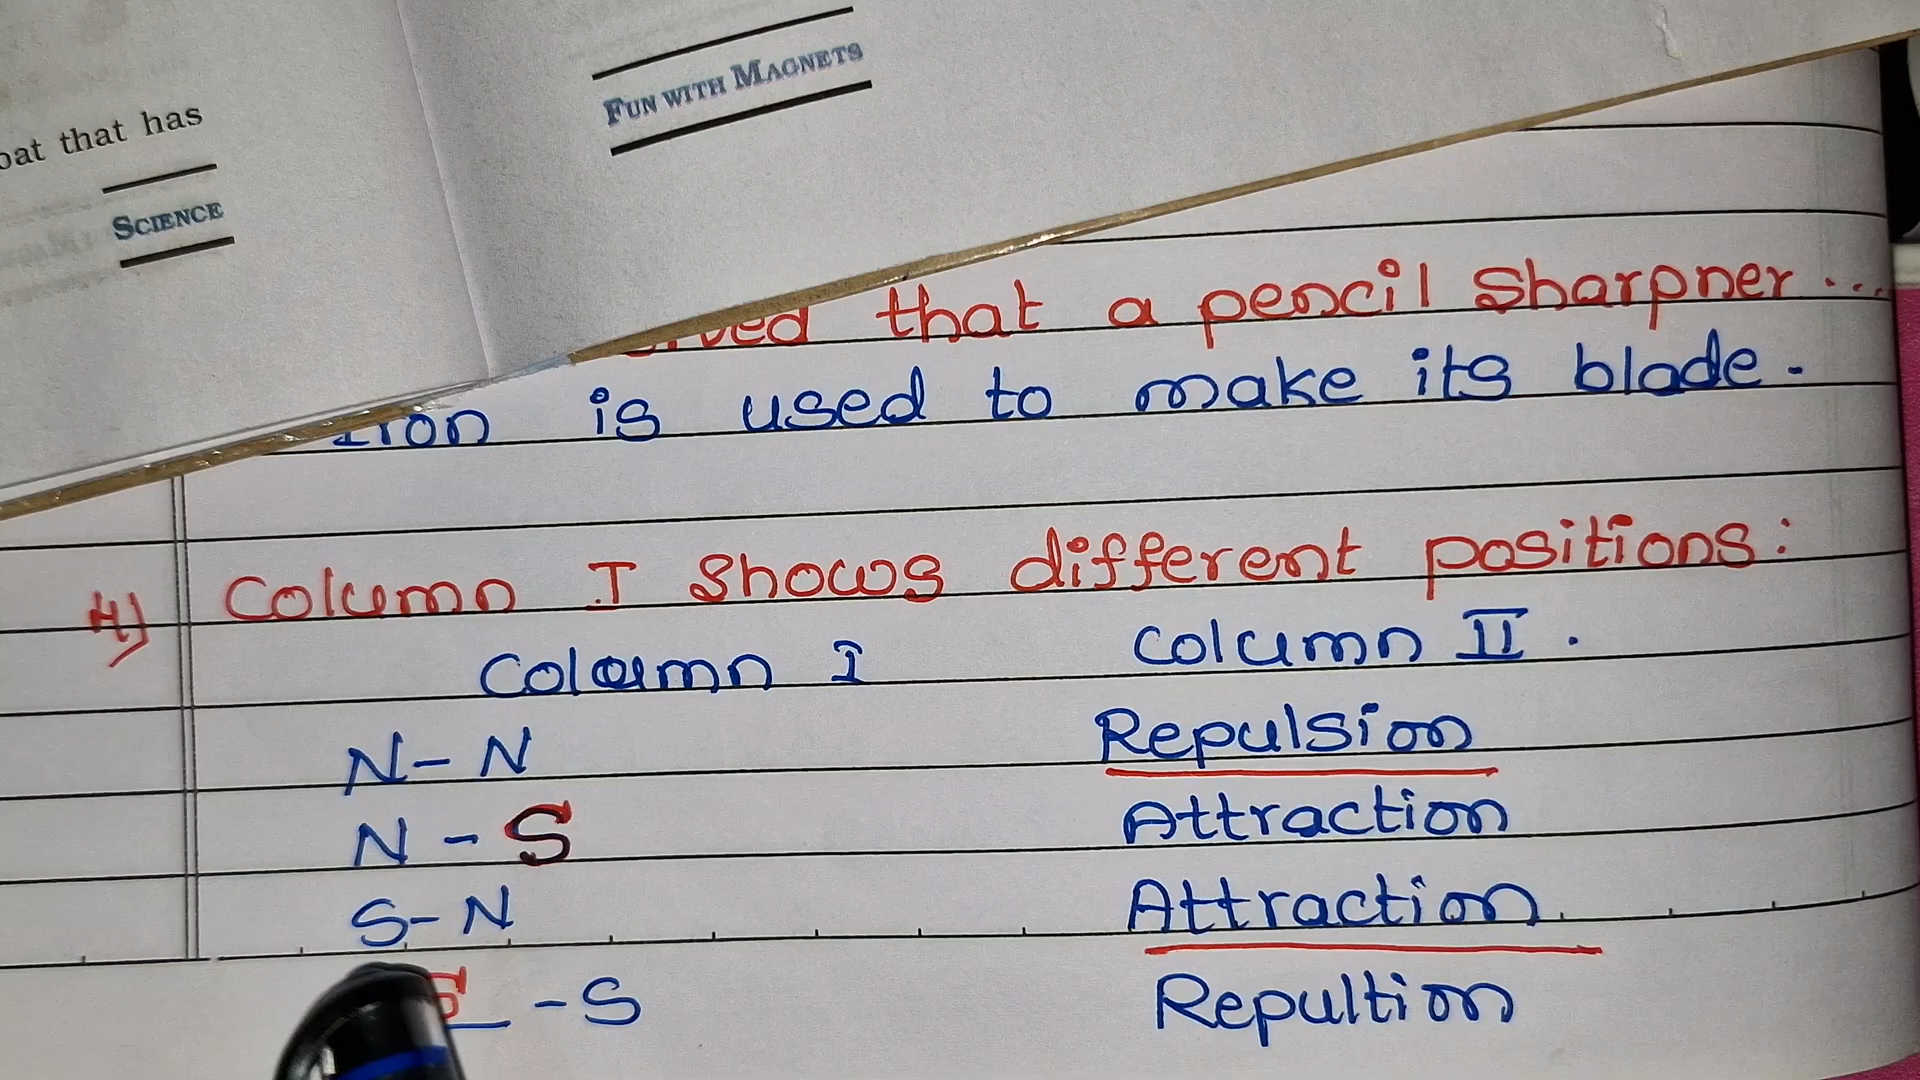 that has
SCIENCE
FUN WITH MAGNETS
that a pencil Sharpner ...
is used to make its blade.
4) Column I shows different positions:
Column I Column II.
N-N Repulsion
N-S Attraction
S-N Attraction
S-S Repultion